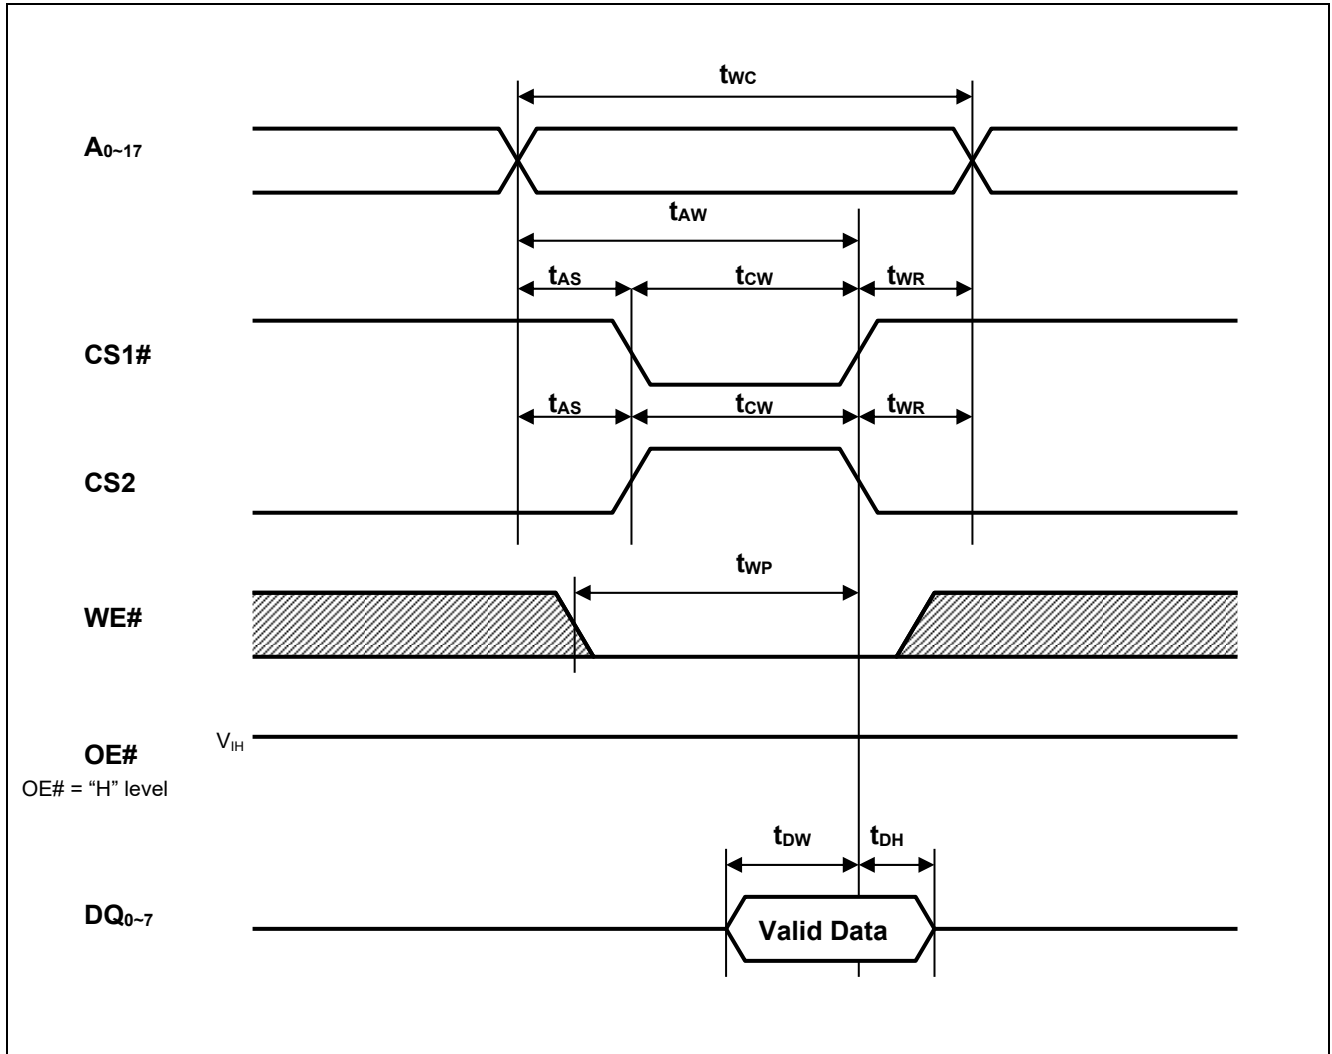 tWC
A0~17
tAW
tAS tCW tWR
CS1#
tAS tCW tWR
CS2
tWP
WE#
VIH
OE#
OE# = “H” level
tDW tDH
DQ0~7
Valid Data